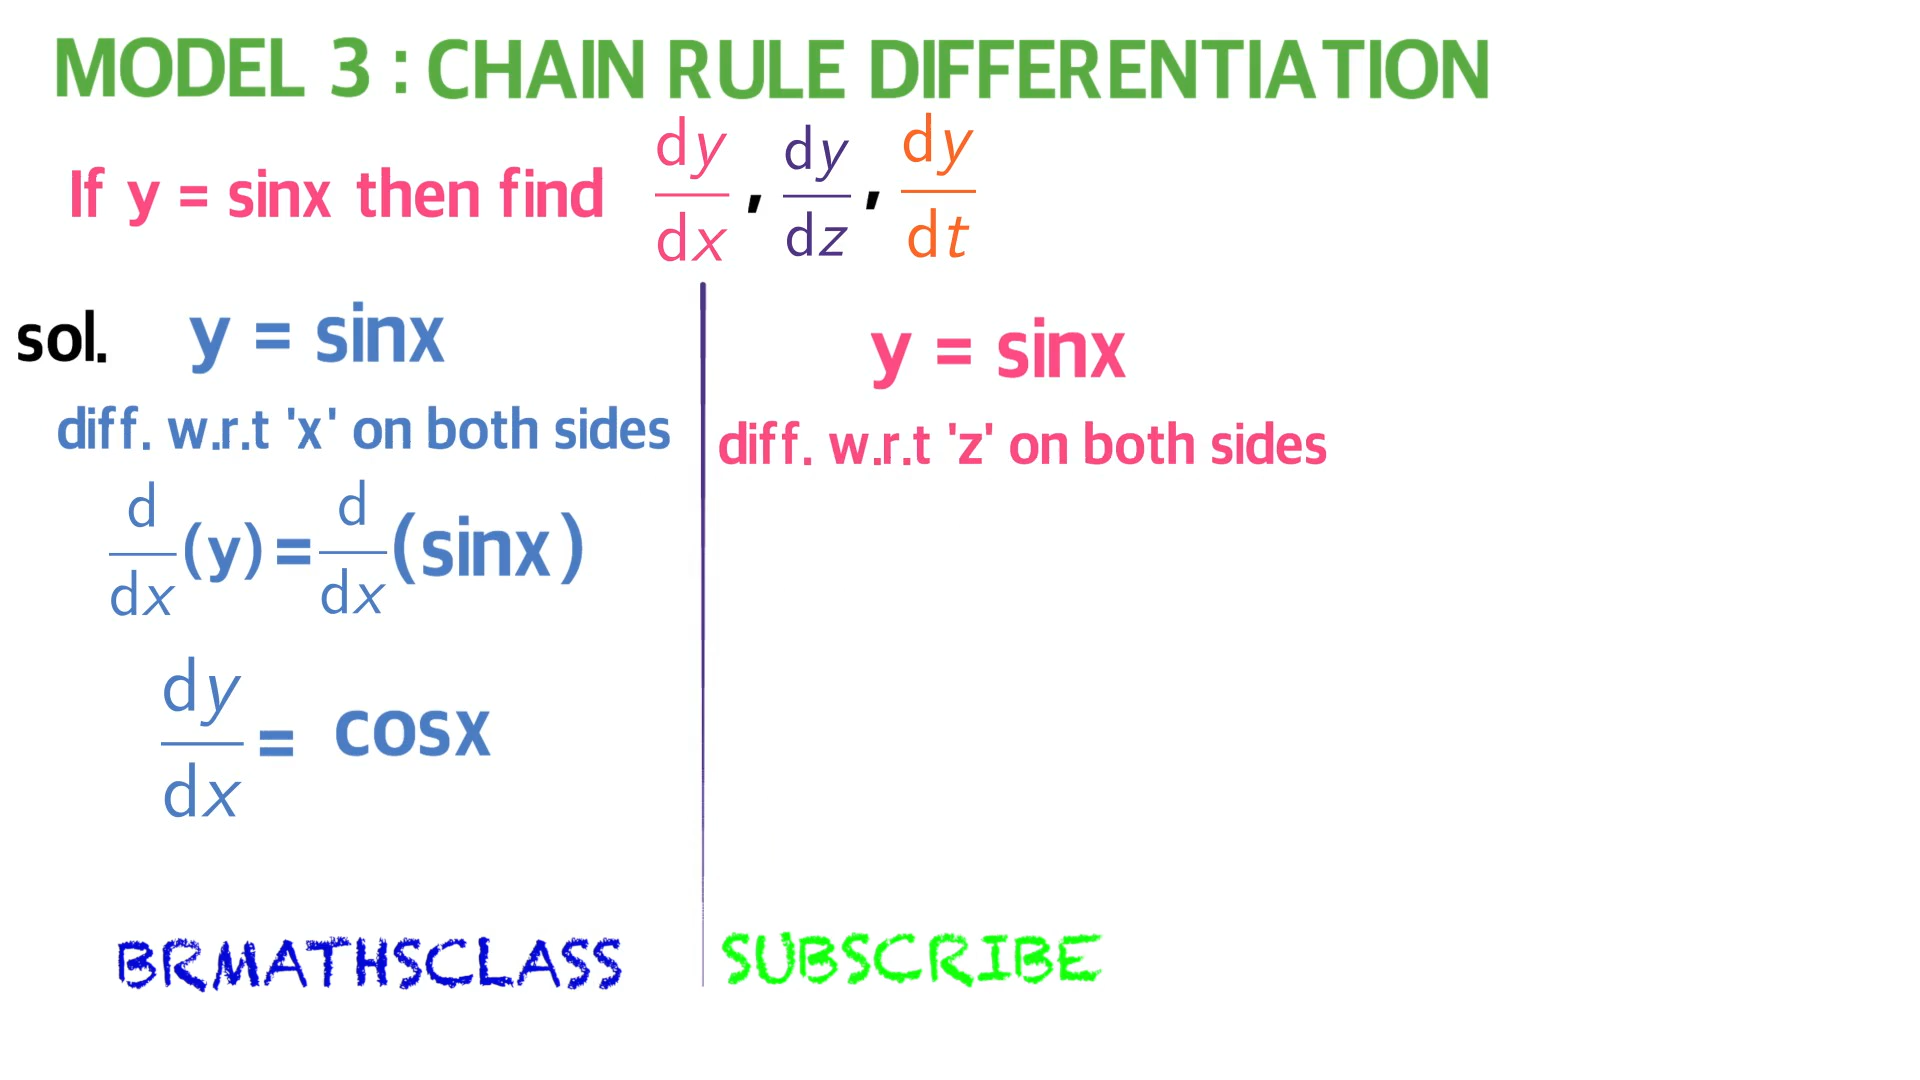 MODEL 3 : CHAIN RULE DIFFERENTIATION
If y = sinx then find dy/dx , dy/dz , dy/dt
sol. y = sinx
diff. w.r.t 'x' on both sides
d/dx (y) = d/dx (sinx)
dy/dx = cosx
y = sinx
diff. w.r.t 'z' on both sides
BRMATHSCLASS
SUBSCRIBE